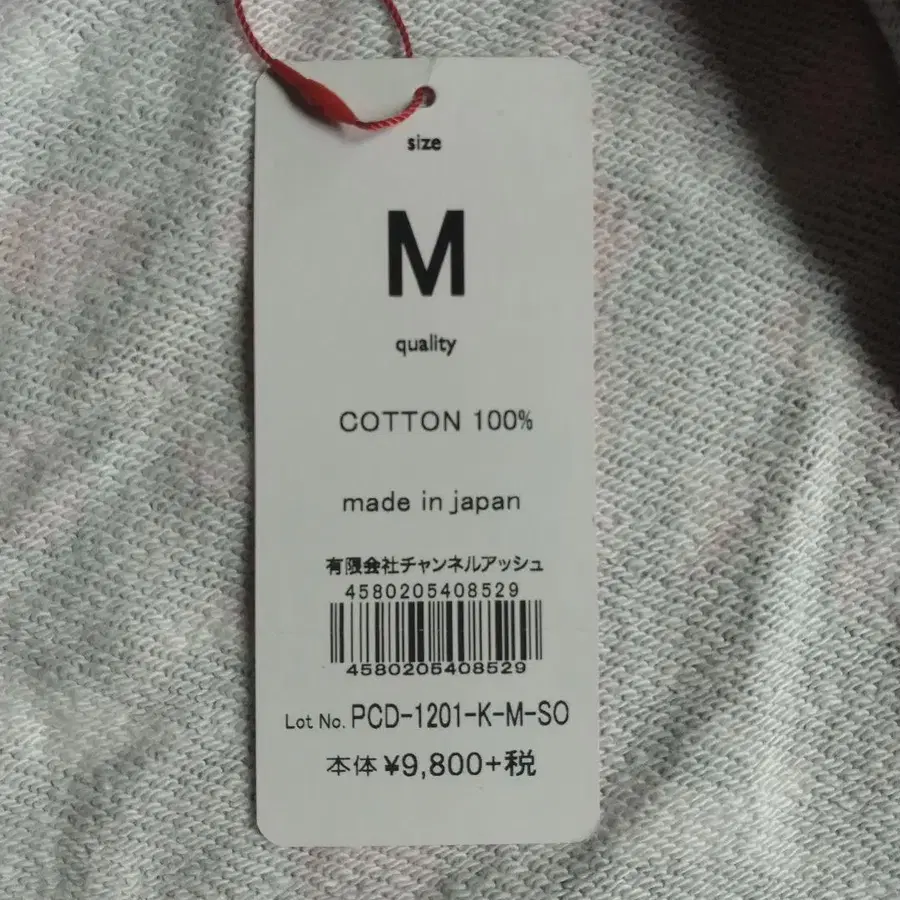 size
M
quality
COTTON 100%
made in japan
有限会社チャンネルアッシュ
4580205408529
4580205408529
Lot No. PCD-1201-K-M-SO
本体 ¥9,800+税